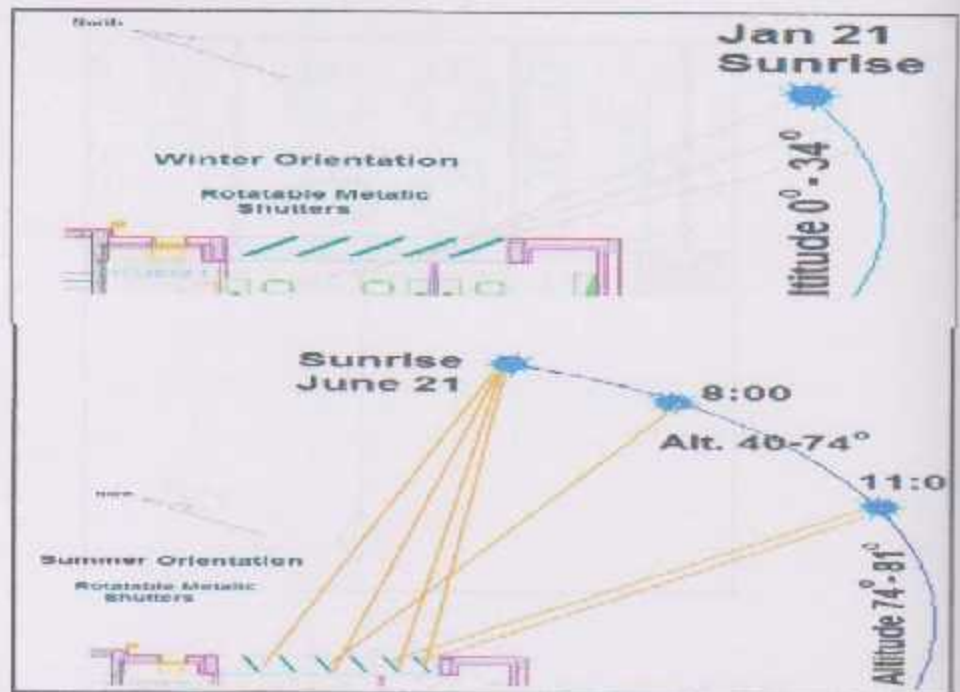 North
Jan 21
Sunrise
Winter Orientation
Rotatable Metalic
Shutters
ltitude 0° - 34°
Sunrise
June 21
8:00
Alt. 40-74°
11:0
Summer Orientation
Rotatable Metalic
Shutters
Altitude 74°-81°